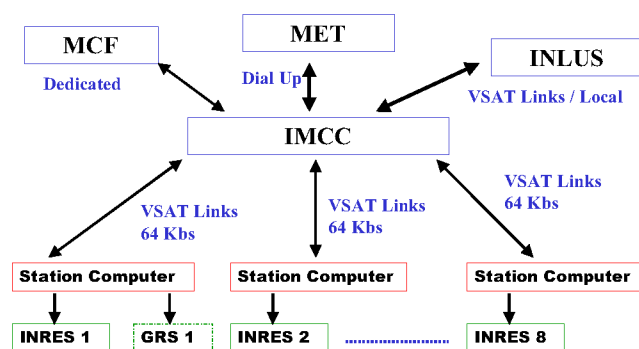 MCF
MET
INLUS
Dedicated
Dial Up
VSAT Links / Local
IMCC
VSAT Links
64 Kbs
VSAT Links
64 Kbs
VSAT Links
64 Kbs
Station Computer
Station Computer
Station Computer
INRES 1
GRS 1
INRES 2
INRES 8